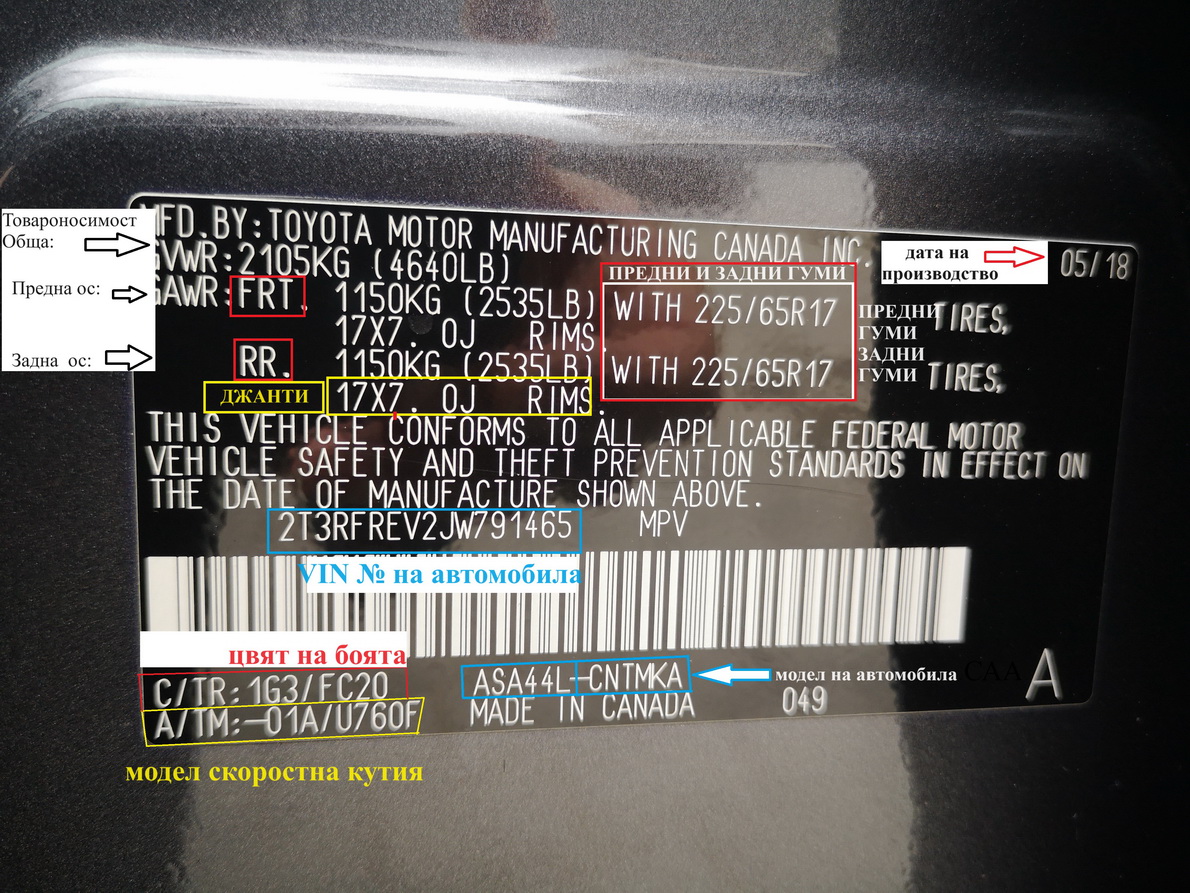 Товароносимост
Обща:
Предна ос:
Задна ос:
MFD.BY:TOYOTA MOTOR MANUFACTURING CANADA INC.
GVWR:2105KG (4640LB)
дата на
производство
05/18
ПРЕДНИ И ЗАДНИ ГУМИ
GAWR:FRT. 1150KG (2535LB) WITH 225/65R17 TIRES,
ПРЕДНИ
ГУМИ
17X7. 0J RIMS.
RR. 1150KG (2535LB) WITH 225/65R17 TIRES,
ЗАДНИ
ГУМИ
ДЖАНТИ
17X7. 0J RIMS.
THIS VEHICLE CONFORMS TO ALL APPLICABLE FEDERAL MOTOR
VEHICLE SAFETY AND THEFT PREVENTION STANDARDS IN EFFECT ON
THE DATE OF MANUFACTURE SHOWN ABOVE.
2T3RFREV2JW791465 MPV
VIN № на автомобила
цвят на боята
C/TR:1G3/FC20 ASA44L-CNTMKA
модел на автомобила
CAA
A
A/TM:-01A/U760F MADE IN CANADA 049
модел скоростна кутия